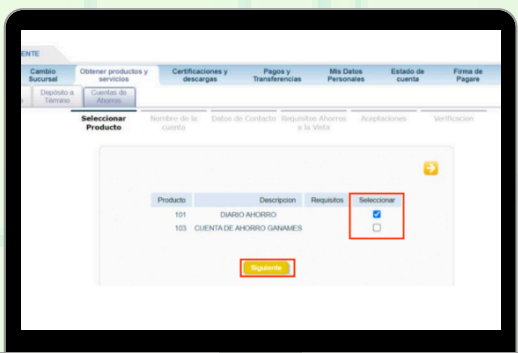 ENTE
Cambio Sucursal
Obtener productos y servicios
Certificaciones y descargas
Pagos y Transferencias
Mis Datos Personales
Estado de cuenta
Firma de Pagare
Depósito a Término
Cuentas de Ahorros
Seleccionar Producto
Nombre de la cuenta
Datos de Contacto
Requisitos Ahorros a la Vista
Aceptaciones
Verificacion
Producto Descripcion Requisitos Seleccionar
101 DIARIO AHORRO
103 CUENTA DE AHORRO GANAMES
Siguiente